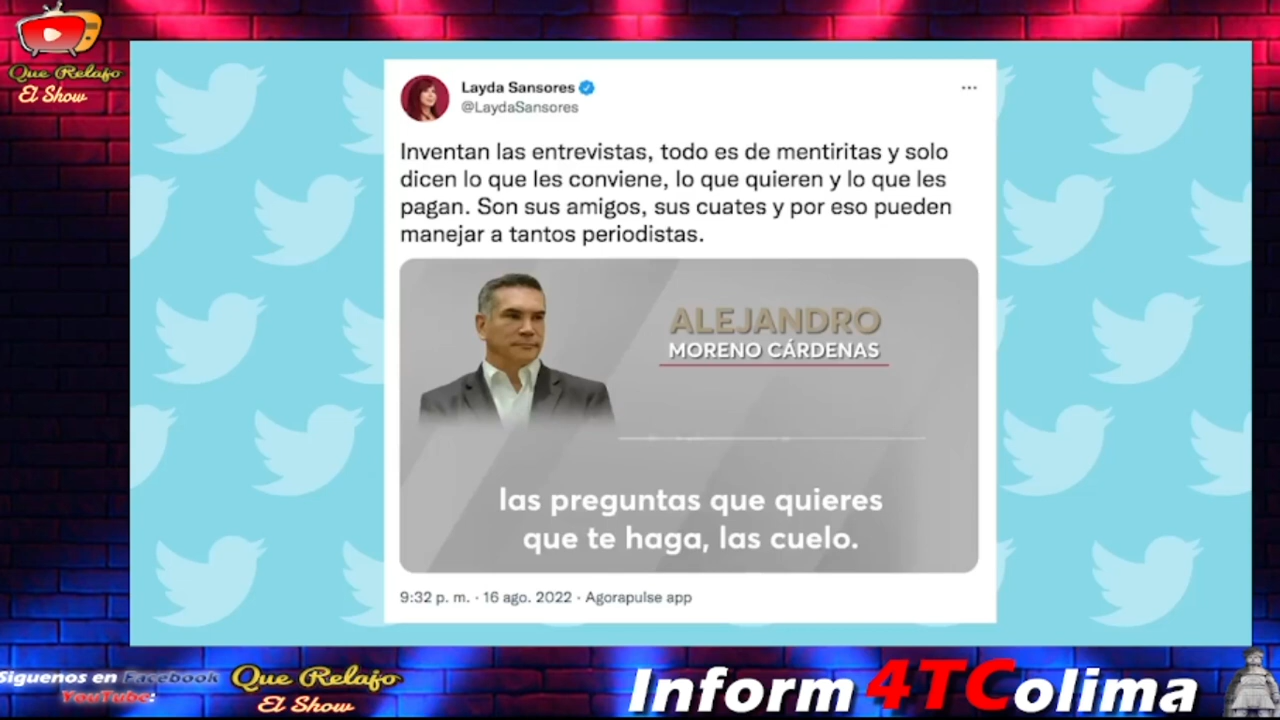 Que Relajo
El Show
Layda Sansores
@LaydaSansores
Inventan las entrevistas, todo es de mentiritas y solo
dicen lo que les conviene, lo que quieren y lo que les
pagan. Son sus amigos, sus cuates y por eso pueden
manejar a tantos periodistas.
ALEJANDRO
MORENO CÁRDENAS
las preguntas que quieres
que te haga, las cuelo.
9:32 p. m. · 16 ago. 2022 · Agorapulse app
Siguenos en Facebook
YouTube:
Que Relajo
El Show
Inform4TColima